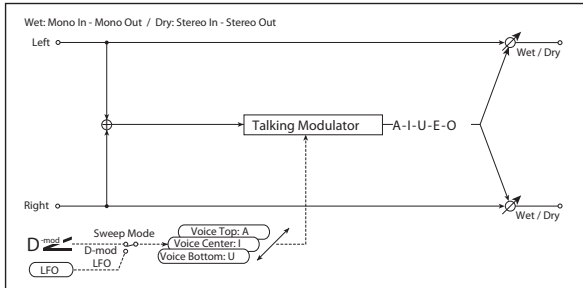 Wet: Mono In - Mono Out / Dry: Stereo In - Stereo Out
Left
Wet / Dry
Talking Modulator
A-I-U-E-O
Right
Wet / Dry
Sweep Mode
D-mod
D-mod
LFO
LFO
Voice Top: A
Voice Center: I
Voice Bottom: U